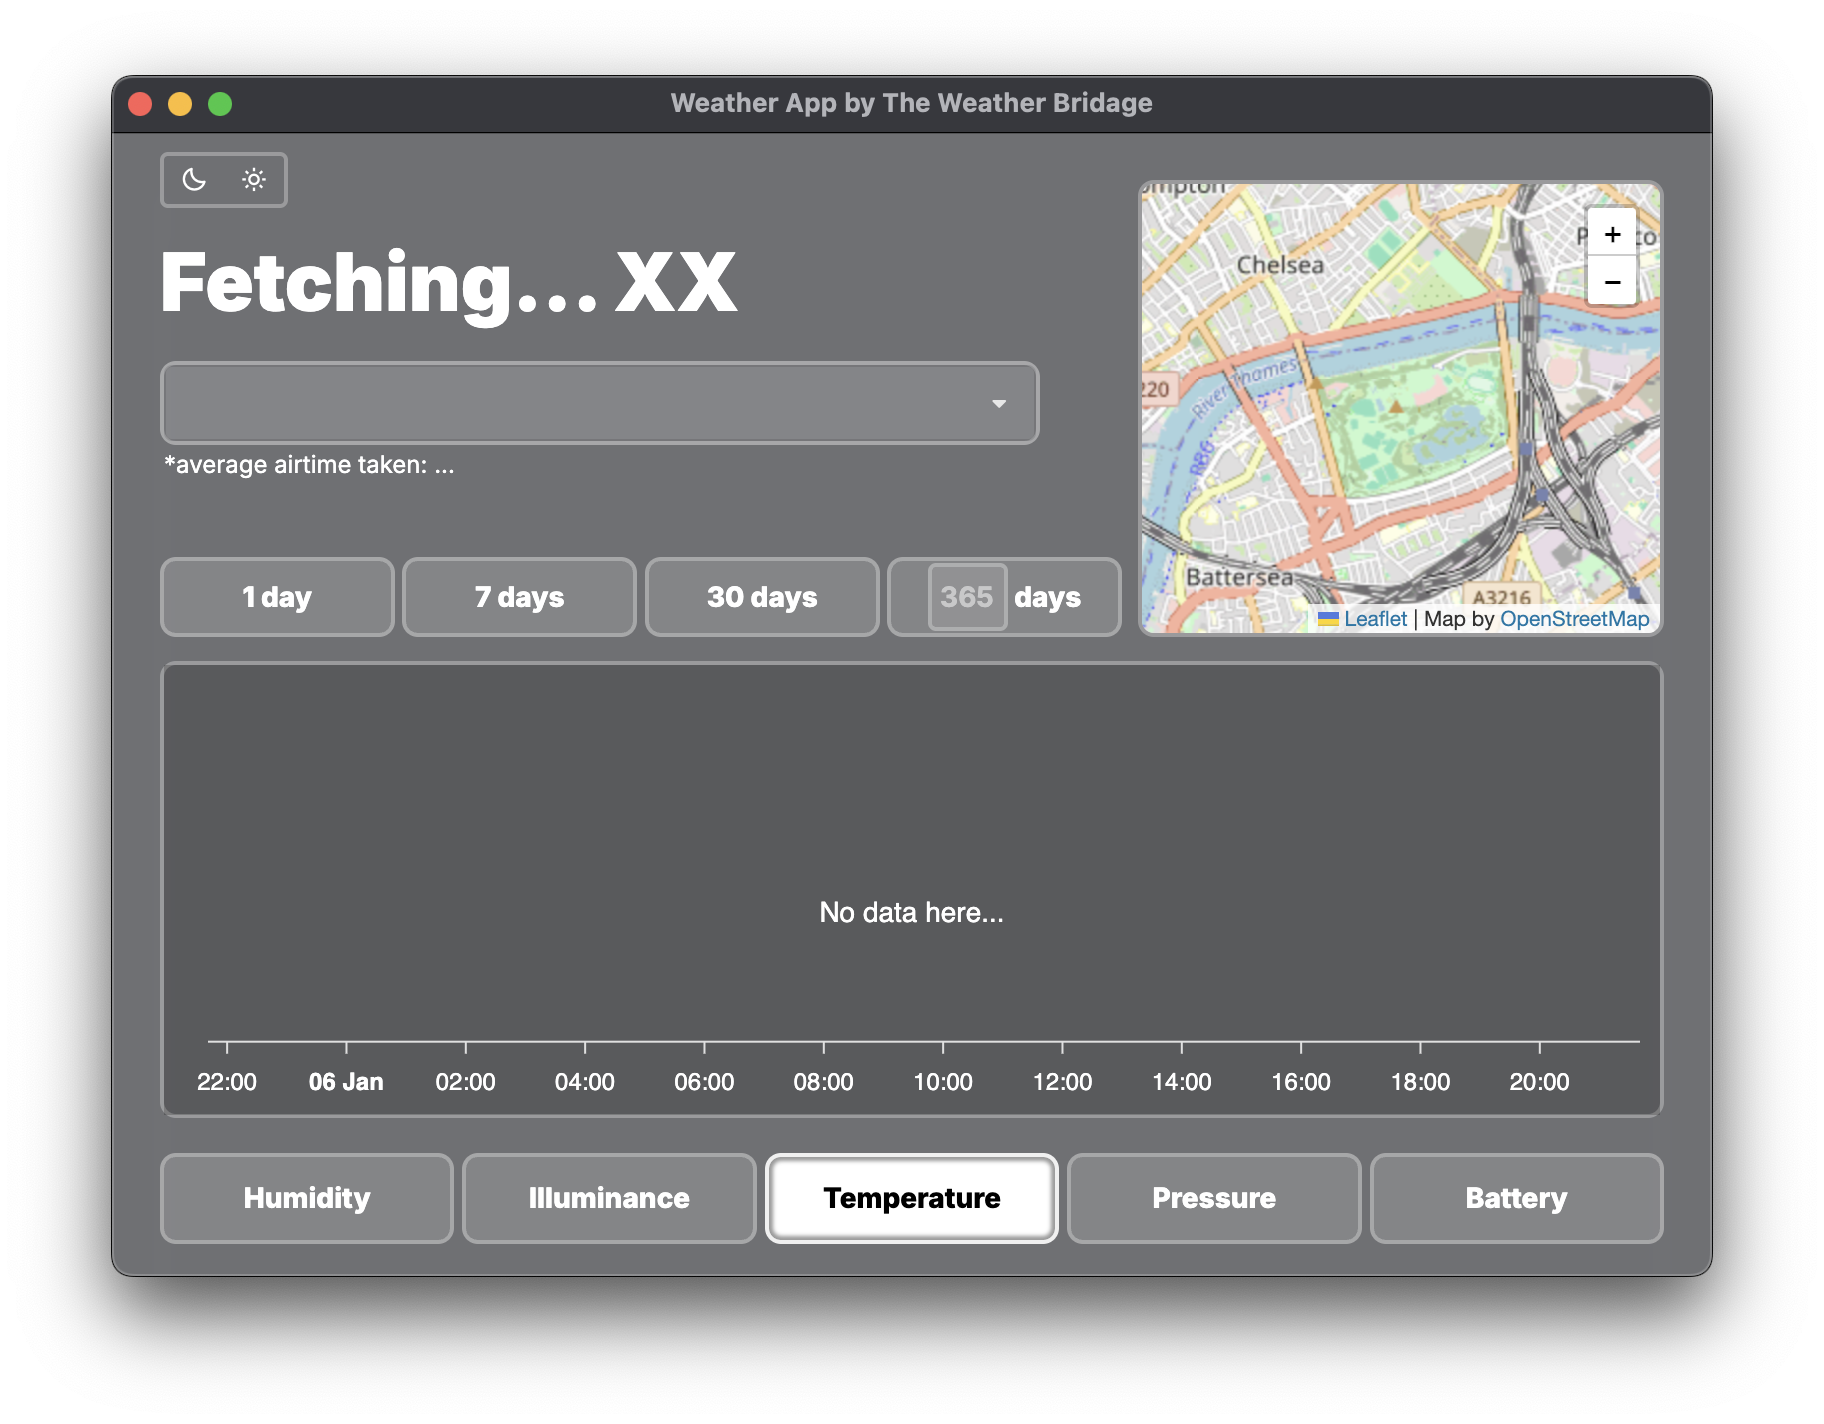 Weather App by The Weather Bridage
Fetching... XX
*average airtime taken: ...
1 day
7 days
30 days
365 days
Chelsea
+
−
River Thames
Battersea
A3216
Leaflet | Map by OpenStreetMap
No data here...
22:00 06 Jan 02:00 04:00 06:00 08:00 10:00 12:00 14:00 16:00 18:00 20:00
Humidity
Illuminance
Temperature
Pressure
Battery